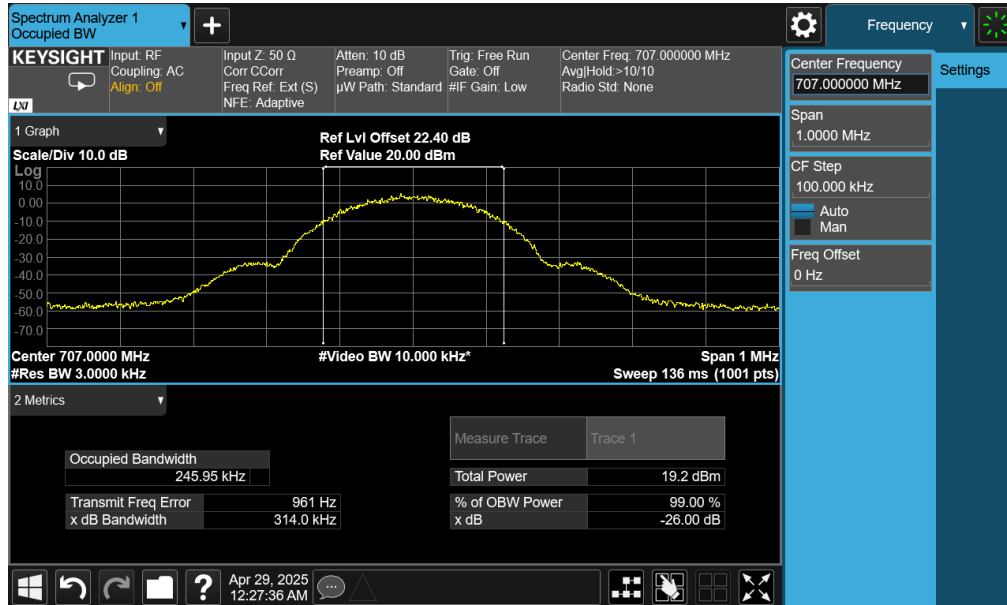 Spectrum Analyzer 1
Occupied BW
Frequency
KEYSIGHT
LXI
Input: RF
Coupling: AC
Align: Off
Input Z: 50 Ω
Corr CCorr
Freq Ref: Ext (S)
NFE: Adaptive
Atten: 10 dB
Preamp: Off
µW Path: Standard
Trig: Free Run
Gate: Off
#IF Gain: Low
Center Freq: 707.000000 MHz
Avg|Hold:>10/10
Radio Std: None
Center Frequency
707.000000 MHz
Settings
Span
1.0000 MHz
CF Step
100.000 kHz
Auto
Man
Freq Offset
0 Hz
1 Graph
Scale/Div 10.0 dB
Ref Lvl Offset 22.40 dB
Ref Value 20.00 dBm
Log
10.0
0.00
-10.0
-20.0
-30.0
-40.0
-50.0
-60.0
-70.0
Center 707.0000 MHz
#Video BW 10.000 kHz*
Span 1 MHz
#Res BW 3.0000 kHz
Sweep 136 ms (1001 pts)
2 Metrics
Measure Trace Trace 1
Occupied Bandwidth
245.95 kHz
Total Power 19.2 dBm
Transmit Freq Error 961 Hz
% of OBW Power 99.00 %
x dB Bandwidth 314.0 kHz
x dB -26.00 dB
?
Apr 29, 2025
12:27:36 AM